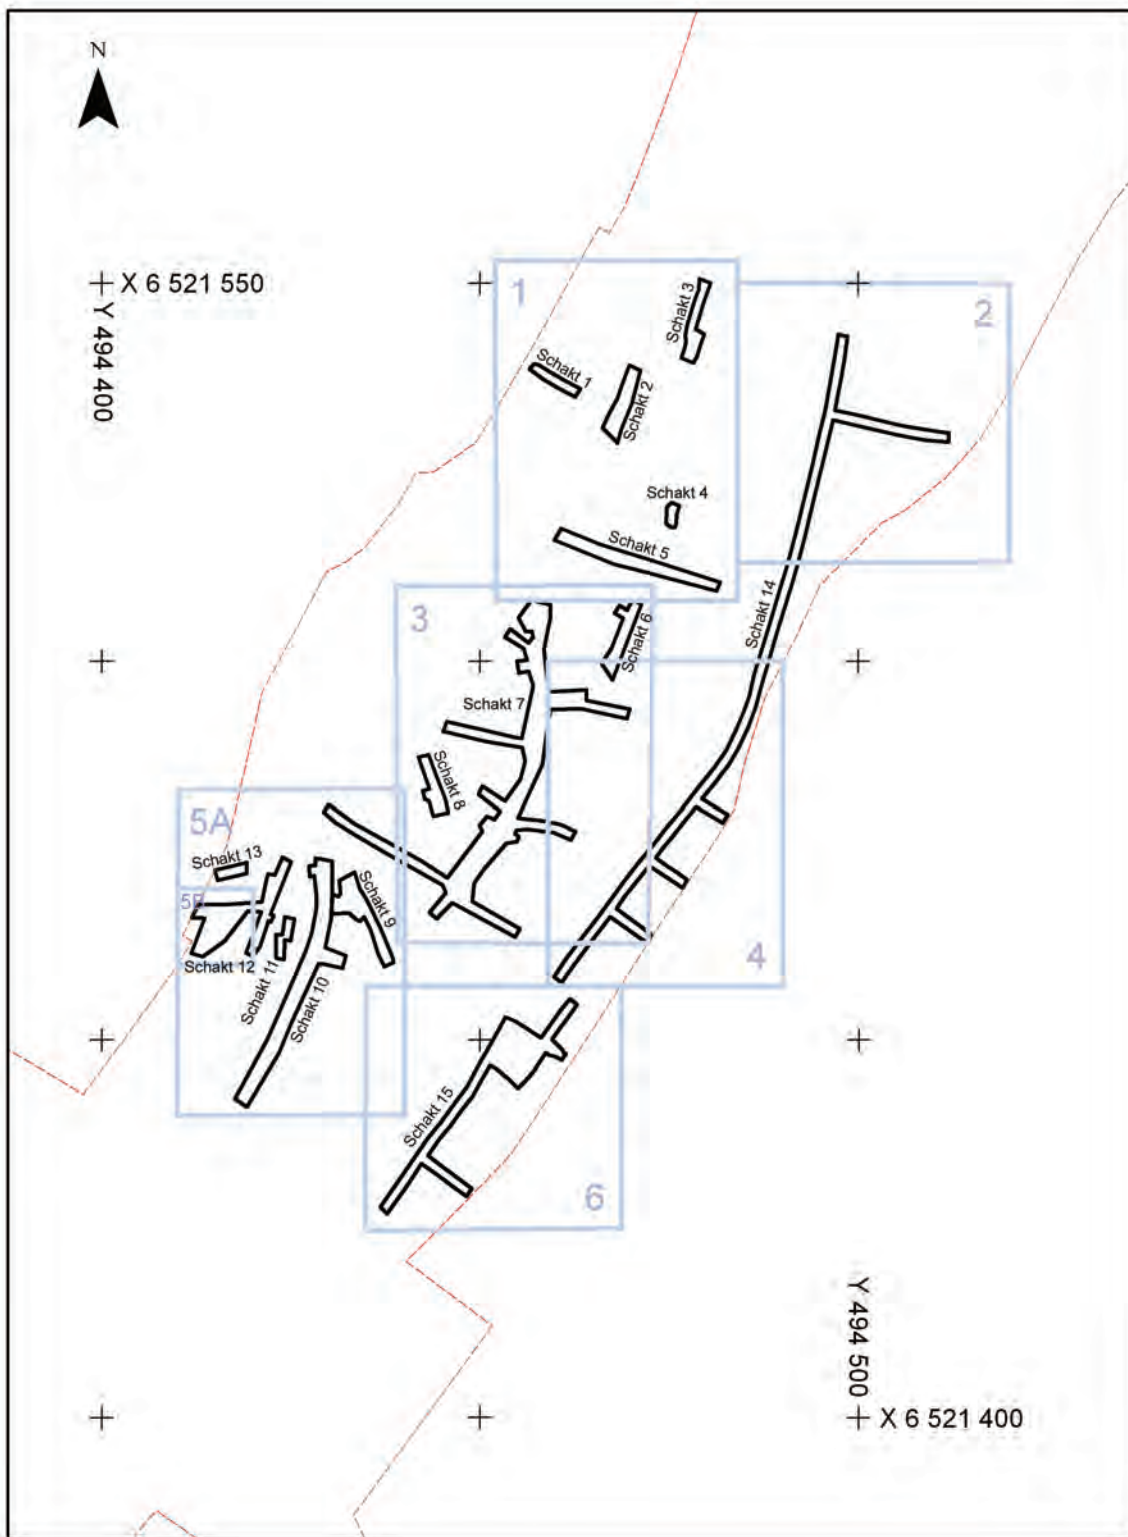 N
X 6 521 550
Y 494 400
1
2
Schakt 3
Schakt 1
Schakt 2
Schakt 4
Schakt 5
Schakt 14
3
Schakt 6
Schakt 7
Schakt 8
5A
Schakt 13
5B
Schakt 9
Schakt 12
Schakt 11
Schakt 10
4
Schakt 15
6
Y 494 500
X 6 521 400